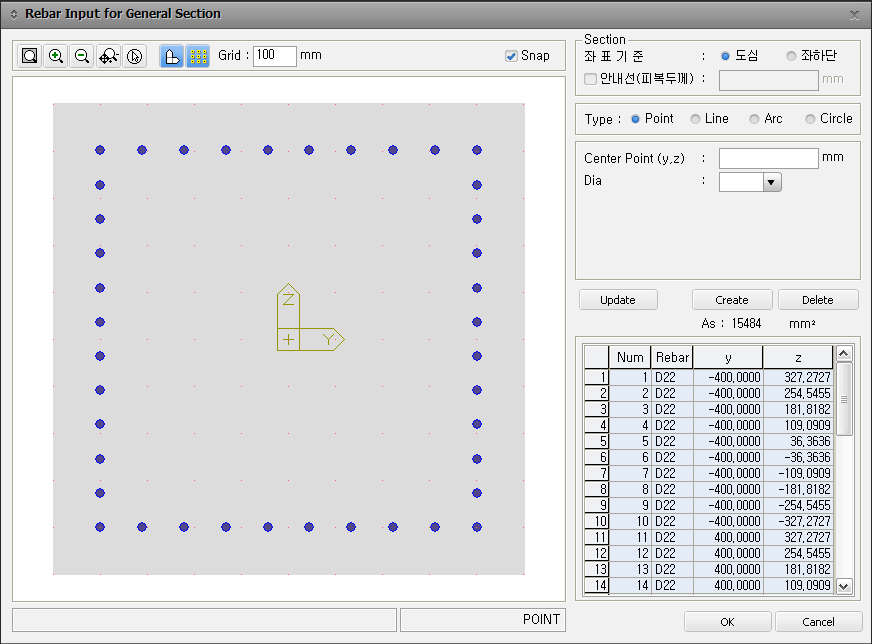 Rebar Input for General Section
Grid : 100 mm
Snap
Section
좌 표 기 준 : 도심 좌하단
안내선(피복두께) : mm
Type : Point Line Arc Circle
Center Point (y,z) : mm
Dia :
Update Create Delete
As : 15484 mm²
Z
Y
Num Rebar y z
1 1 D22 -400,0000 327,2727
2 2 D22 -400,0000 254,5455
3 3 D22 -400,0000 181,8182
4 4 D22 -400,0000 109,0909
5 5 D22 -400,0000 36,3636
6 6 D22 -400,0000 -36,3636
7 7 D22 -400,0000 -109,0909
8 8 D22 -400,0000 -181,8182
9 9 D22 -400,0000 -254,5455
10 10 D22 -400,0000 -327,2727
11 11 D22 400,0000 327,2727
12 12 D22 400,0000 254,5455
13 13 D22 400,0000 181,8182
14 14 D22 400,0000 109,0909
POINT
OK Cancel